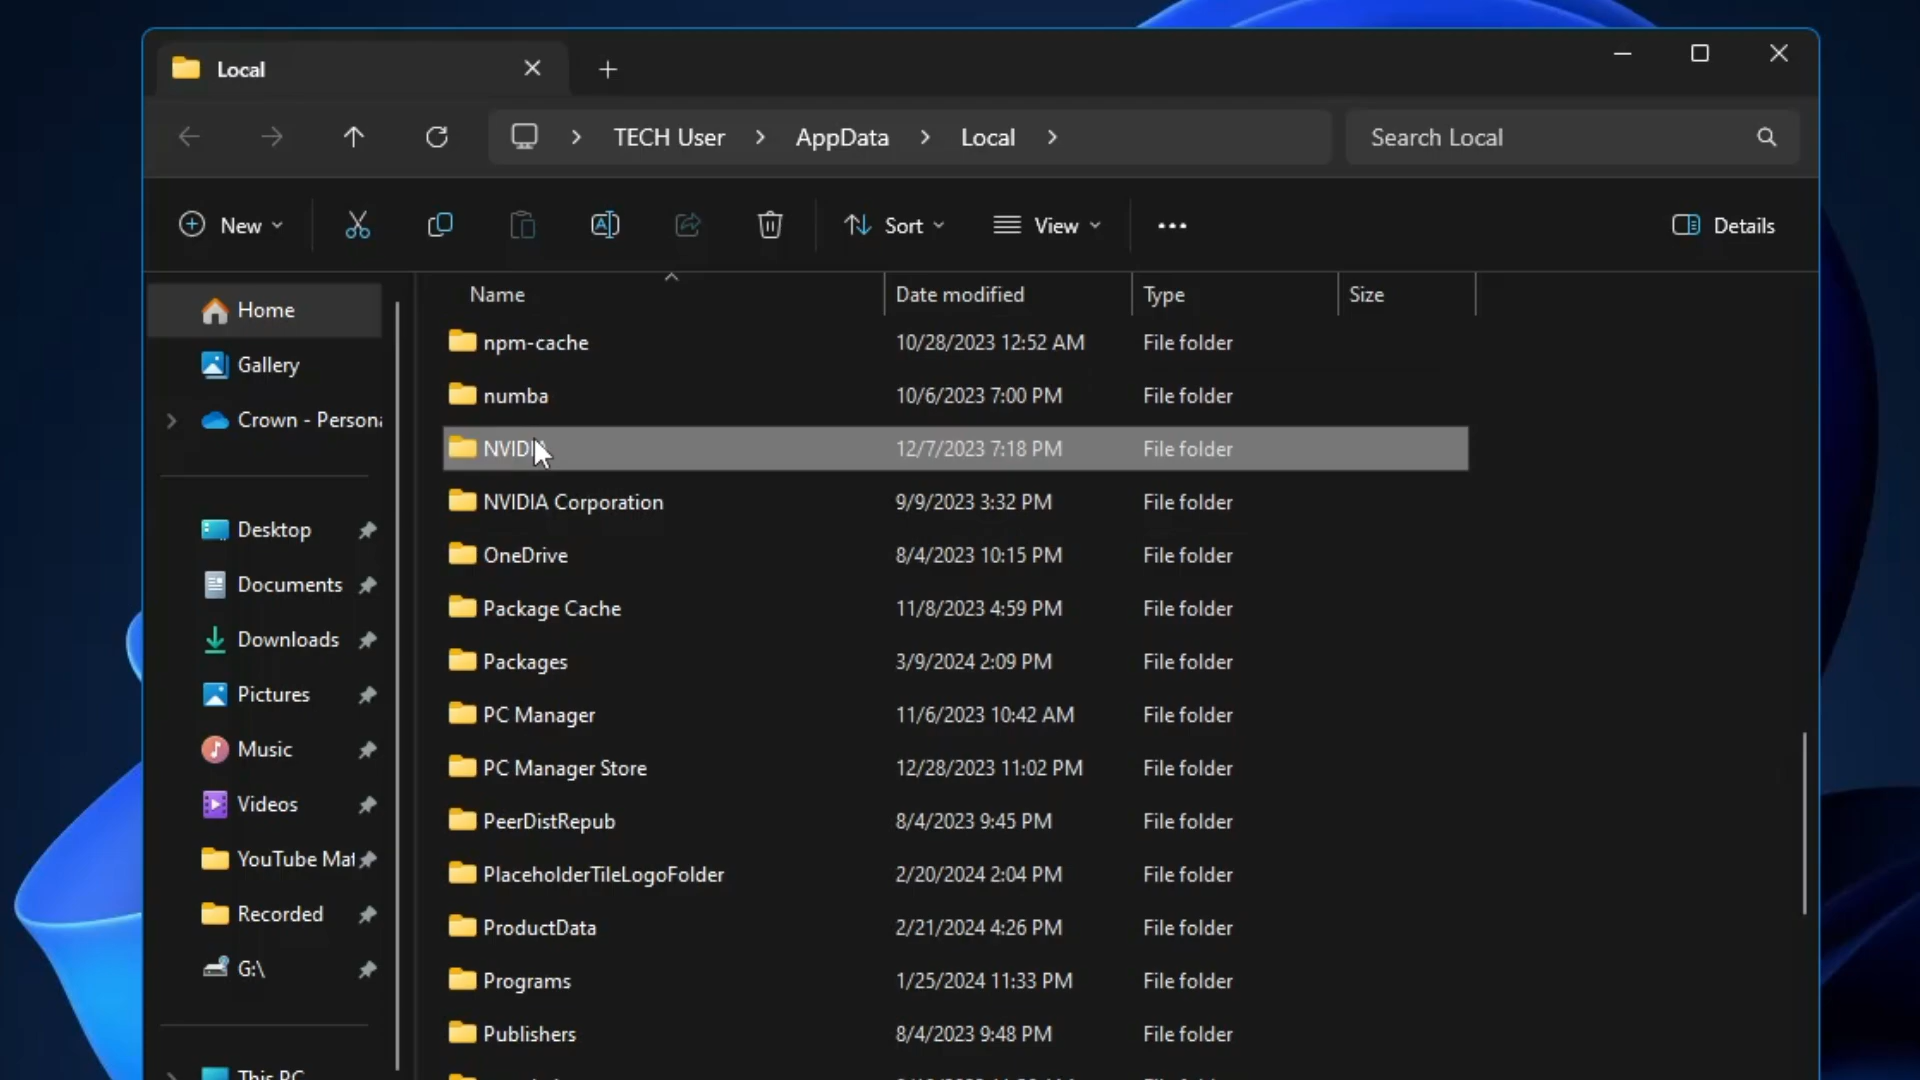 Local
TECH User AppData Local
Search Local
New
Sort
View
Details
Name Date modified Type Size
Home
Gallery
Crown - Persona
Desktop
Documents
Downloads
Pictures
Music
Videos
YouTube Mat
Recorded
G:\
This PC
npm-cache 10/28/2023 12:52 AM File folder
numba 10/6/2023 7:00 PM File folder
NVIDIA 12/7/2023 7:18 PM File folder
NVIDIA Corporation 9/9/2023 3:32 PM File folder
OneDrive 8/4/2023 10:15 PM File folder
Package Cache 11/8/2023 4:59 PM File folder
Packages 3/9/2024 2:09 PM File folder
PC Manager 11/6/2023 10:42 AM File folder
PC Manager Store 12/28/2023 11:02 PM File folder
PeerDistRepub 8/4/2023 9:45 PM File folder
PlaceholderTileLogoFolder 2/20/2024 2:04 PM File folder
ProductData 2/21/2024 4:26 PM File folder
Programs 1/25/2024 11:33 PM File folder
Publishers 8/4/2023 9:48 PM File folder